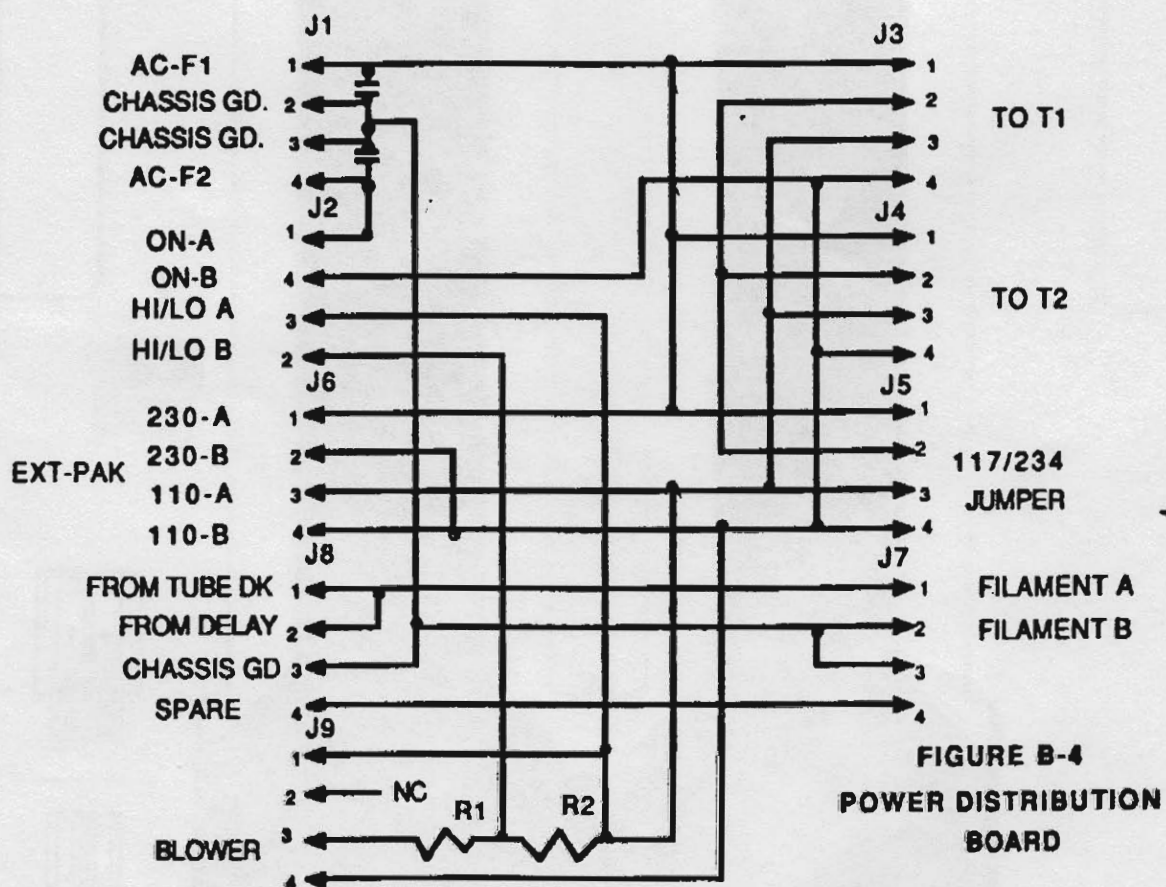 J1
AC-F1 1
CHASSIS GD. 2
CHASSIS GD. 3
AC-F2 4
J2
ON-A 1
ON-B 4
HI/LO A 3
HI/LO B 2
J6
EXT-PAK
230-A 1
230-B 2
110-A 3
110-B 4
J8
FROM TUBE DK 1
FROM DELAY 2
CHASSIS GD 3
SPARE 4
J9
1
2 NC
R1 R2
BLOWER 3
4
J3
1
2
TO T1
3
4
J4
1
2
TO T2
3
4
J5
1
2
117/234
JUMPER
3
4
J7
1 FILAMENT A
2 FILAMENT B
3
4
FIGURE B-4
POWER DISTRIBUTION
BOARD